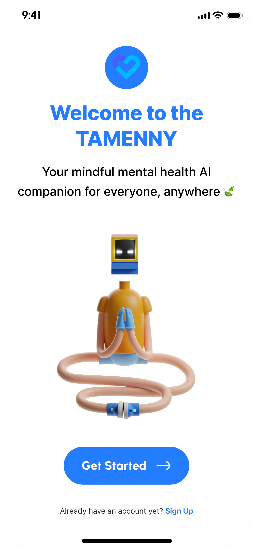 9:41
Welcome to the
TAMENNY
Your mindful mental health AI
companion for everyone, anywhere 🌿
Get Started →
Already have an account yet? Sign Up